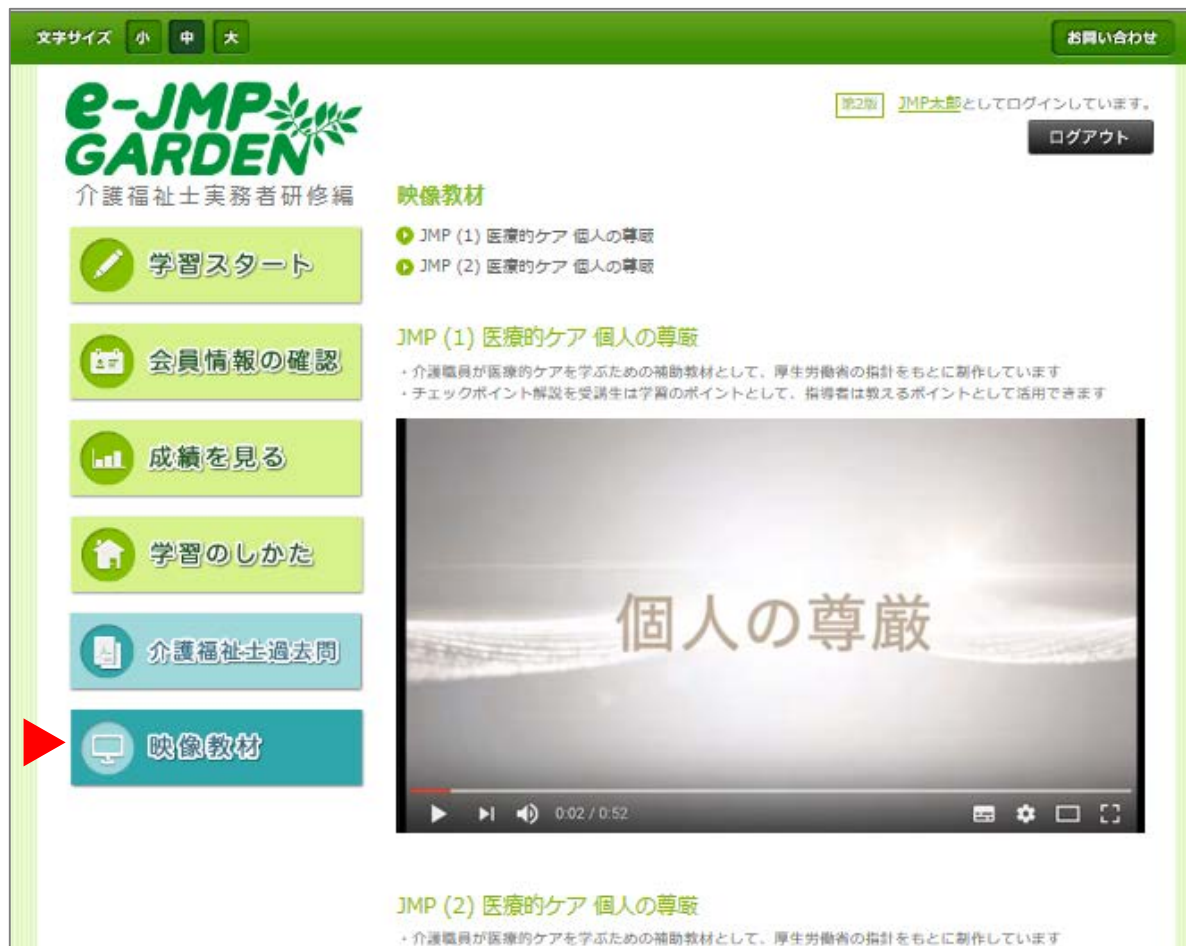 文字サイズ 小 中 大
お問い合わせ
e-JMP
GARDEN
介護福祉士実務者研修編
第2版 JMP太郎としてログインしています。
ログアウト
学習スタート
会員情報の確認
成績を見る
学習のしかた
介護福祉士過去問
映像教材
映像教材
JMP (1) 医療的ケア 個人の尊厳
JMP (2) 医療的ケア 個人の尊厳
JMP (1) 医療的ケア 個人の尊厳
・介護職員が医療的ケアを学ぶための補助教材として、厚生労働省の指針をもとに制作しています
・チェックポイント解説を受講生は学習のポイントとして、指導者は教えるポイントとして活用できます
個人の尊厳
0:02 / 0:52
JMP (2) 医療的ケア 個人の尊厳
・介護職員が医療的ケアを学ぶための補助教材として、厚生労働省の指針をもとに制作しています